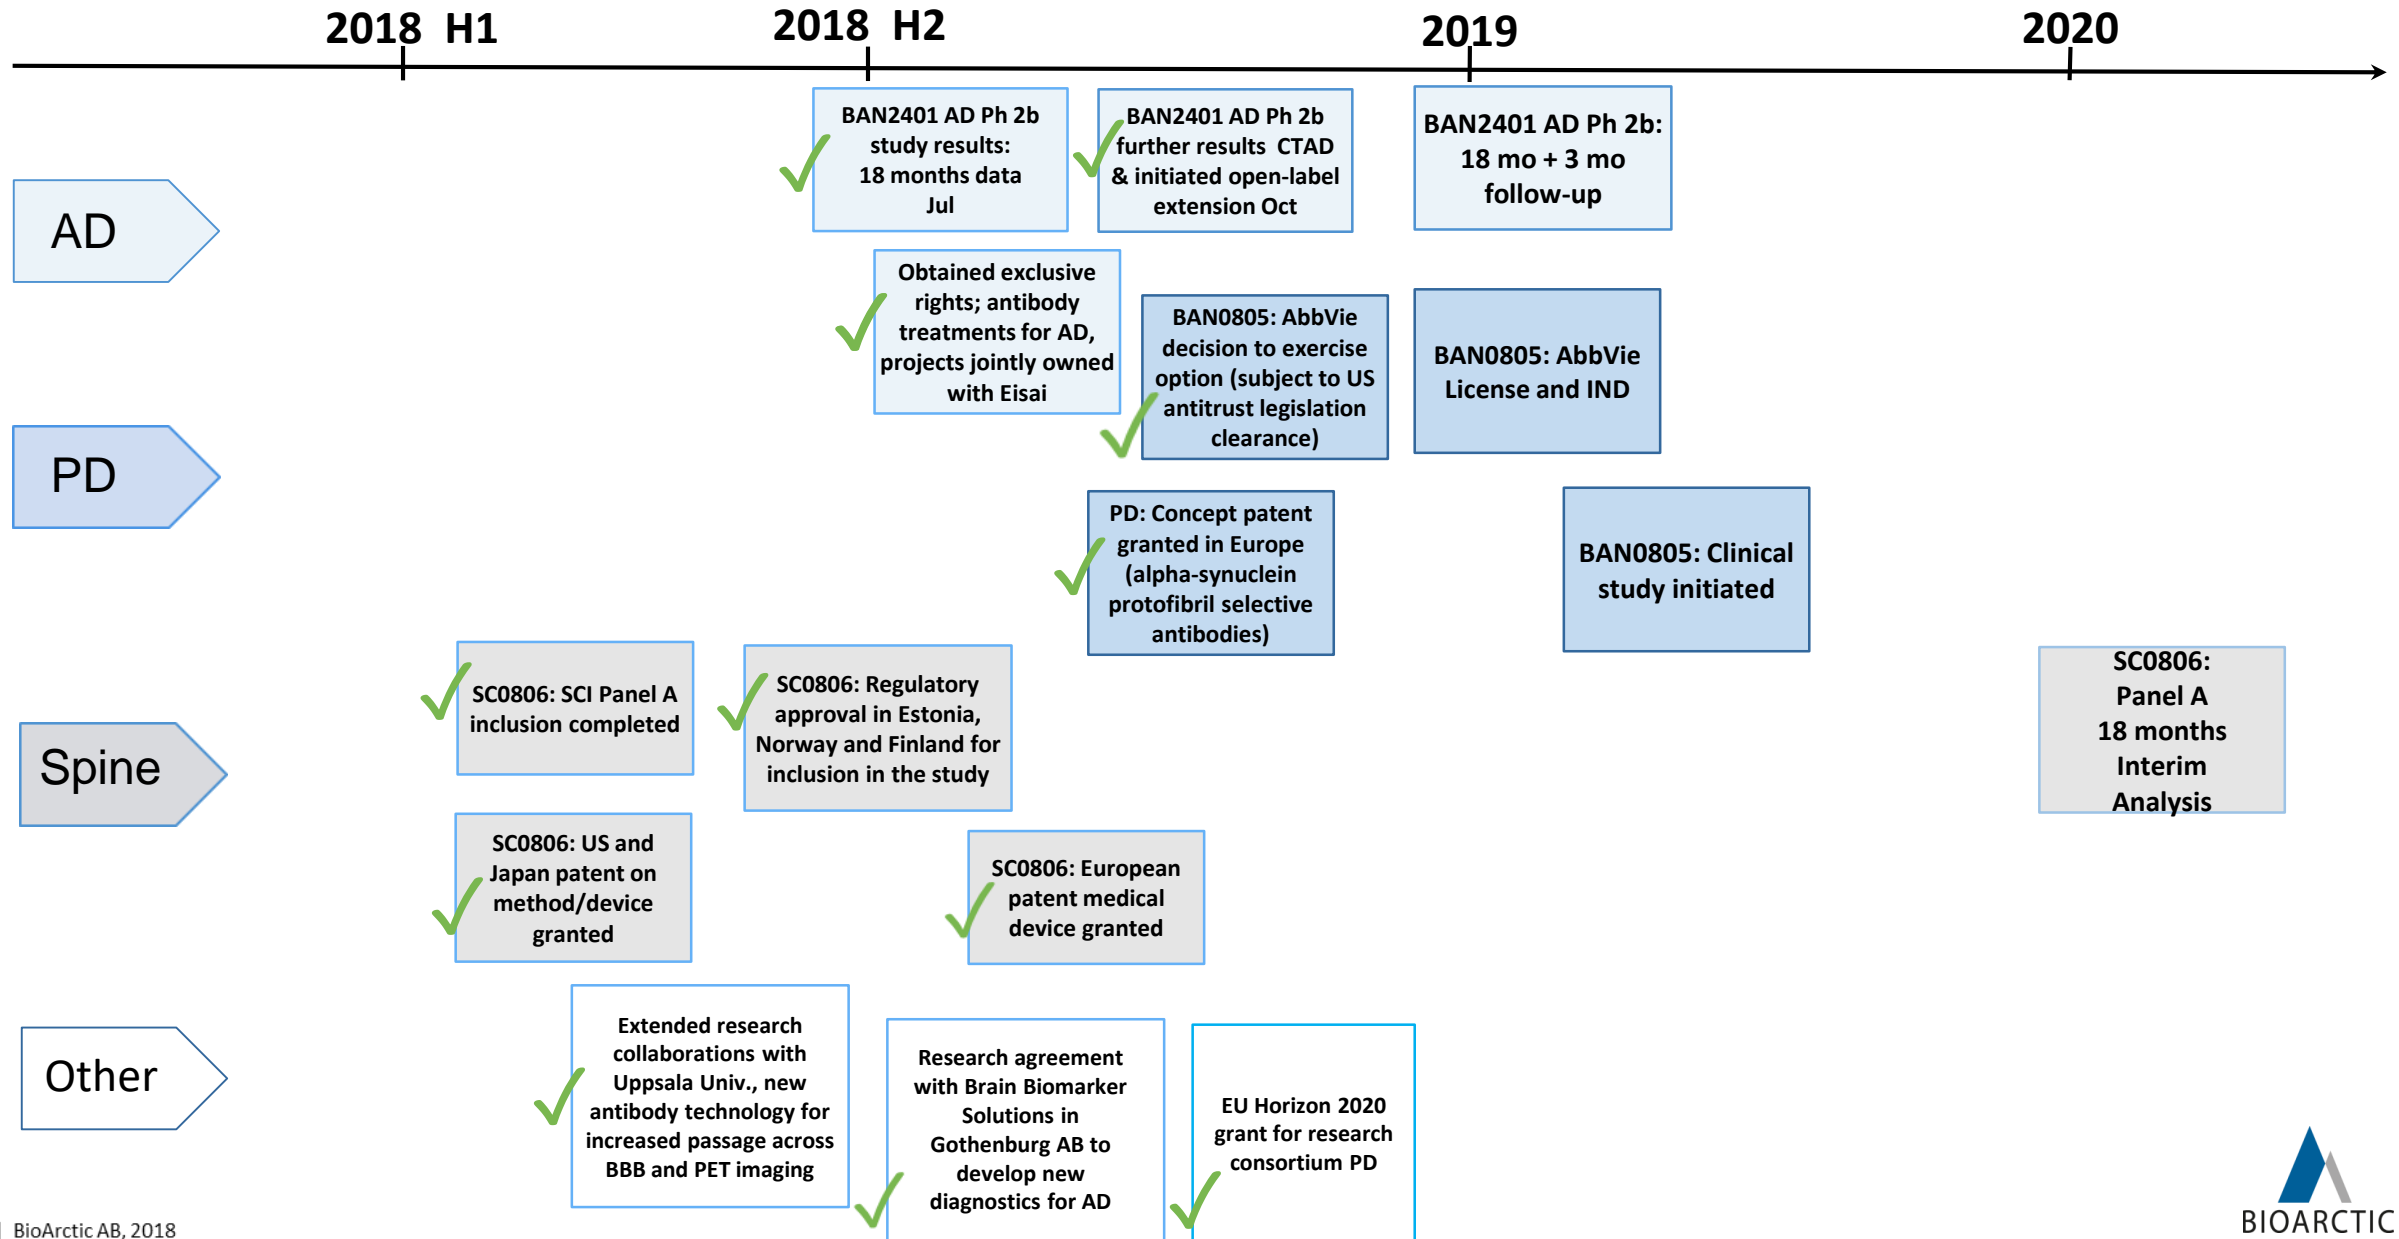 2018 H1
2018 H2
2019
2020
AD
BAN2401 AD Ph 2b
study results:
18 months data
Jul
BAN2401 AD Ph 2b
further results CTAD
& initiated open-label
extension Oct
BAN2401 AD Ph 2b:
18 mo + 3 mo
follow-up
Obtained exclusive
rights; antibody
treatments for AD,
projects jointly owned
with Eisai
PD
BAN0805: AbbVie
decision to exercise
option (subject to US
antitrust legislation
clearance)
BAN0805: AbbVie
License and IND
PD: Concept patent
granted in Europe
(alpha-synuclein
protofibril selective
antibodies)
BAN0805: Clinical
study initiated
Spine
SC0806: SCI Panel A
inclusion completed
SC0806: Regulatory
approval in Estonia,
Norway and Finland for
inclusion in the study
SC0806:
Panel A
18 months
Interim
Analysis
SC0806: US and
Japan patent on
method/device
granted
SC0806: European
patent medical
device granted
Other
Extended research
collaborations with
Uppsala Univ., new
antibody technology for
increased passage across
BBB and PET imaging
Research agreement
with Brain Biomarker
Solutions in
Gothenburg AB to
develop new
diagnostics for AD
EU Horizon 2020
grant for research
consortium PD
BioArctic AB, 2018
BIOARCTIC